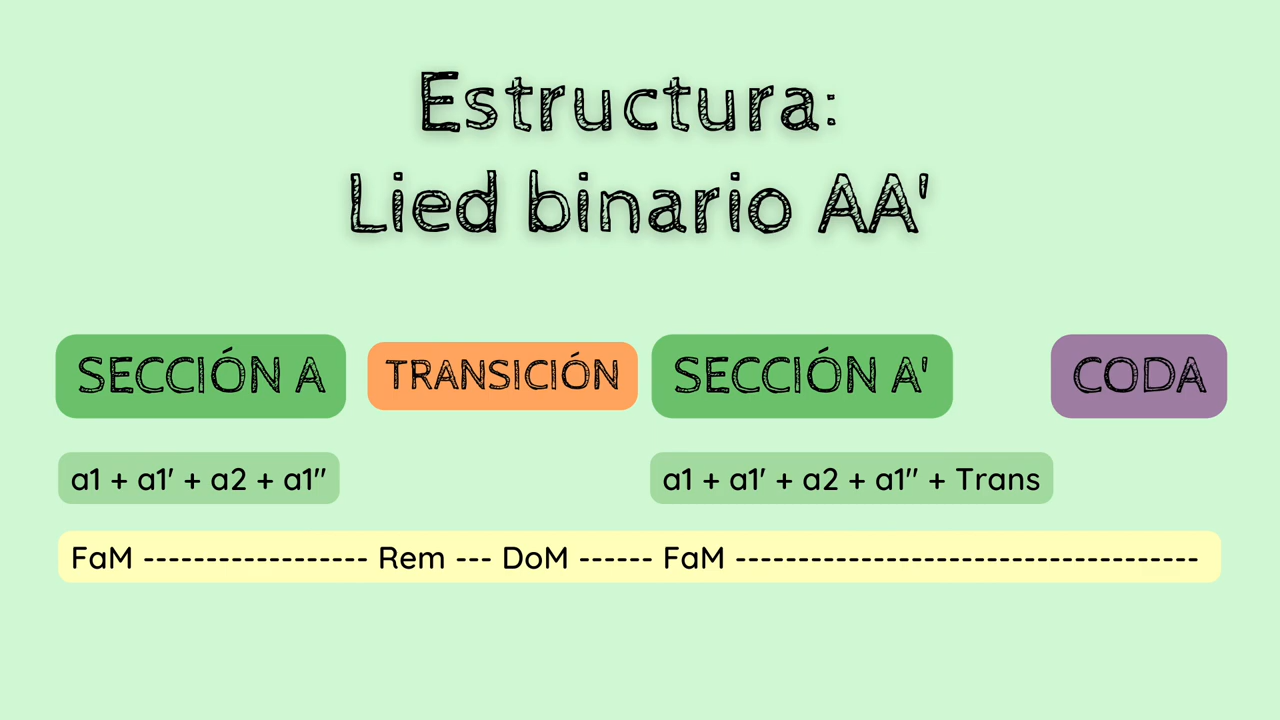 Estructura:
Lied binario AA'
SECCIÓN A
TRANSICIÓN
SECCIÓN A'
CODA
a1 + a1' + a2 + a1''
a1 + a1' + a2 + a1'' + Trans
FaM ------------------ Rem --- DoM ------ FaM -------------------------------------